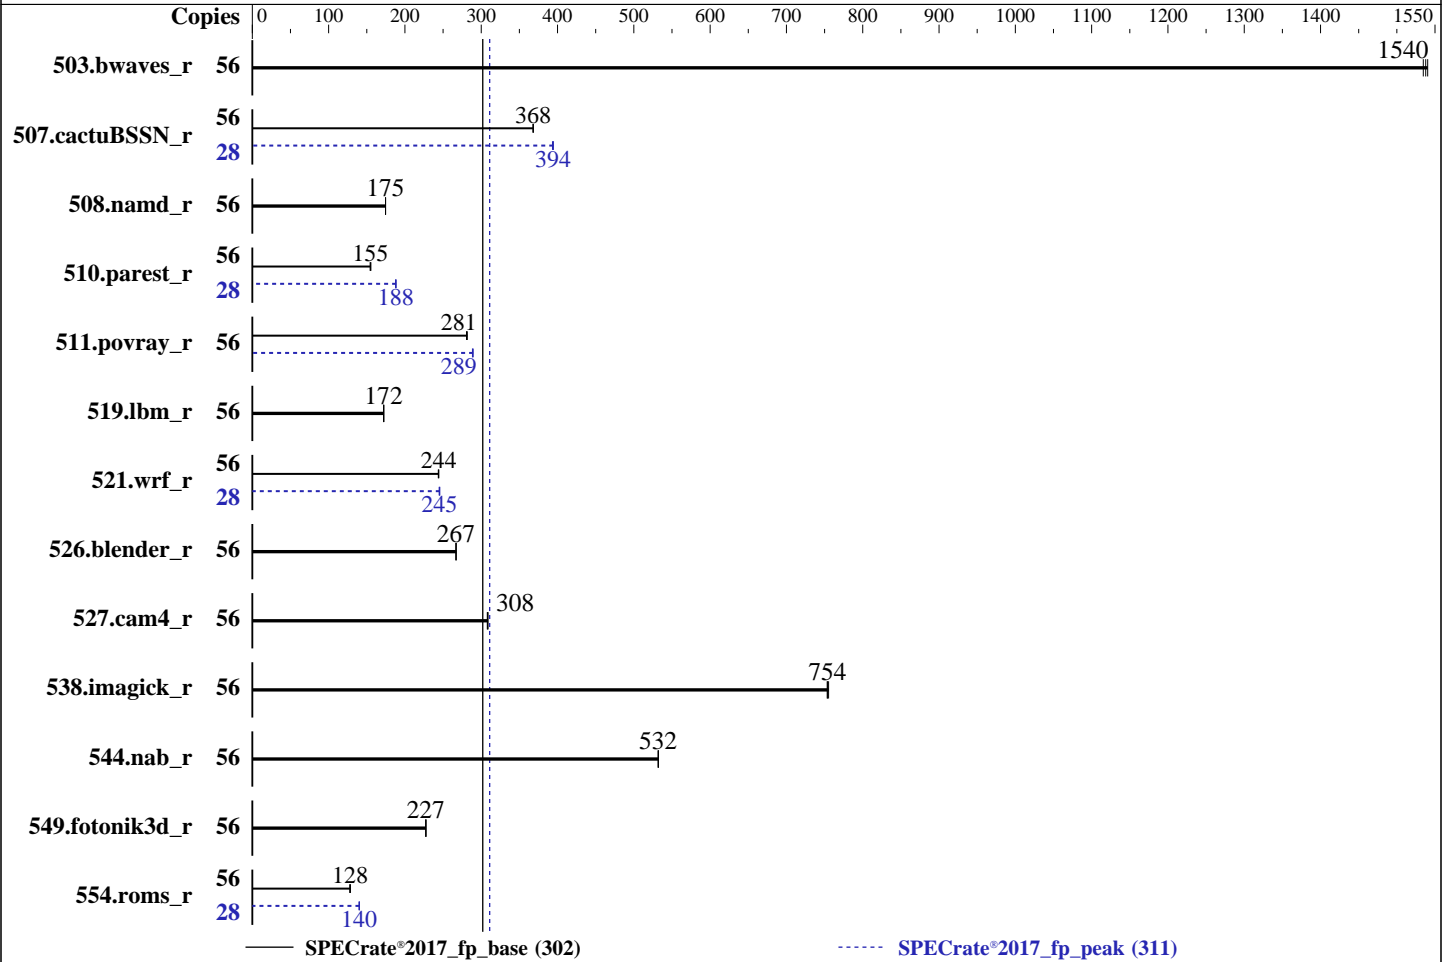 Copies 0 100 200 300 400 500 600 700 800 900 1000 1100 1200 1300 1400 1550
503.bwaves_r 56 1540
507.cactuBSSN_r 56 368
28 394
508.namd_r 56 175
510.parest_r 56 155
28 188
511.povray_r 56 281
289
519.lbm_r 56 172
521.wrf_r 56 244
28 245
526.blender_r 56 267
527.cam4_r 56 308
538.imagick_r 56 754
544.nab_r 56 532
549.fotonik3d_r 56 227
554.roms_r 56 128
28 140
SPECrate®2017_fp_base (302) SPECrate®2017_fp_peak (311)